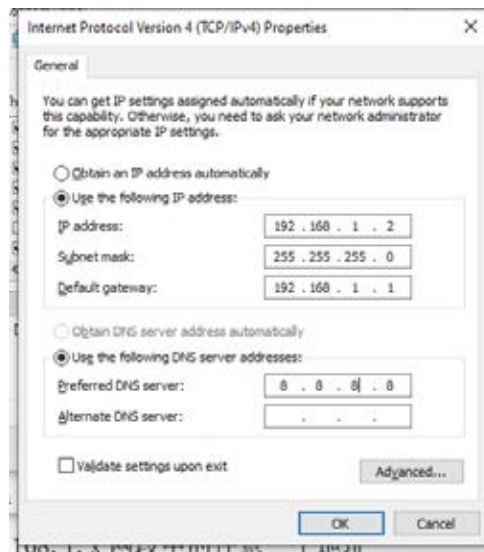 Internet Protocol Version 4 (TCP/IPv4) Properties
General
You can get IP settings assigned automatically if your network supports
this capability. Otherwise, you need to ask your network administrator
for the appropriate IP settings.
Obtain an IP address automatically
Use the following IP address:
IP address: 192 . 168 . 1 . 2
Subnet mask: 255 . 255 . 255 . 0
Default gateway: 192 . 168 . 1 . 1
Obtain DNS server address automatically
Use the following DNS server addresses:
Preferred DNS server: 8 . 8 . 8 . 8
Alternate DNS server: . . .
Validate settings upon exit
Advanced...
OK Cancel